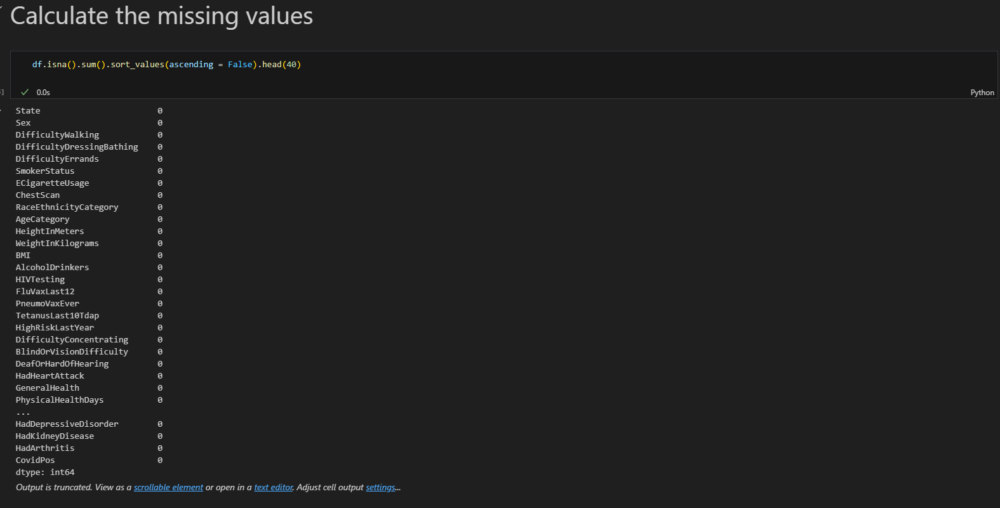 Calculate the missing values
df.isna().sum().sort_values(ascending = False).head(40)
]
0.0s
Python
State 0
Sex 0
DifficultyWalking 0
DifficultyDressingBathing 0
DifficultyErrands 0
SmokerStatus 0
ECigaretteUsage 0
ChestScan 0
RaceEthnicityCategory 0
AgeCategory 0
HeightInMeters 0
WeightInKilograms 0
BMI 0
AlcoholDrinkers 0
HIVTesting 0
FluVaxLast12 0
PneumoVaxEver 0
TetanusLast10Tdap 0
HighRiskLastYear 0
DifficultyConcentrating 0
BlindOrVisionDifficulty 0
DeafOrHardOfHearing 0
HadHeartAttack 0
GeneralHealth 0
PhysicalHealthDays 0
...
HadDepressiveDisorder 0
HadKidneyDisease 0
HadArthritis 0
CovidPos 0
dtype: int64
Output is truncated. View as a scrollable element or open in a text editor. Adjust cell output settings...